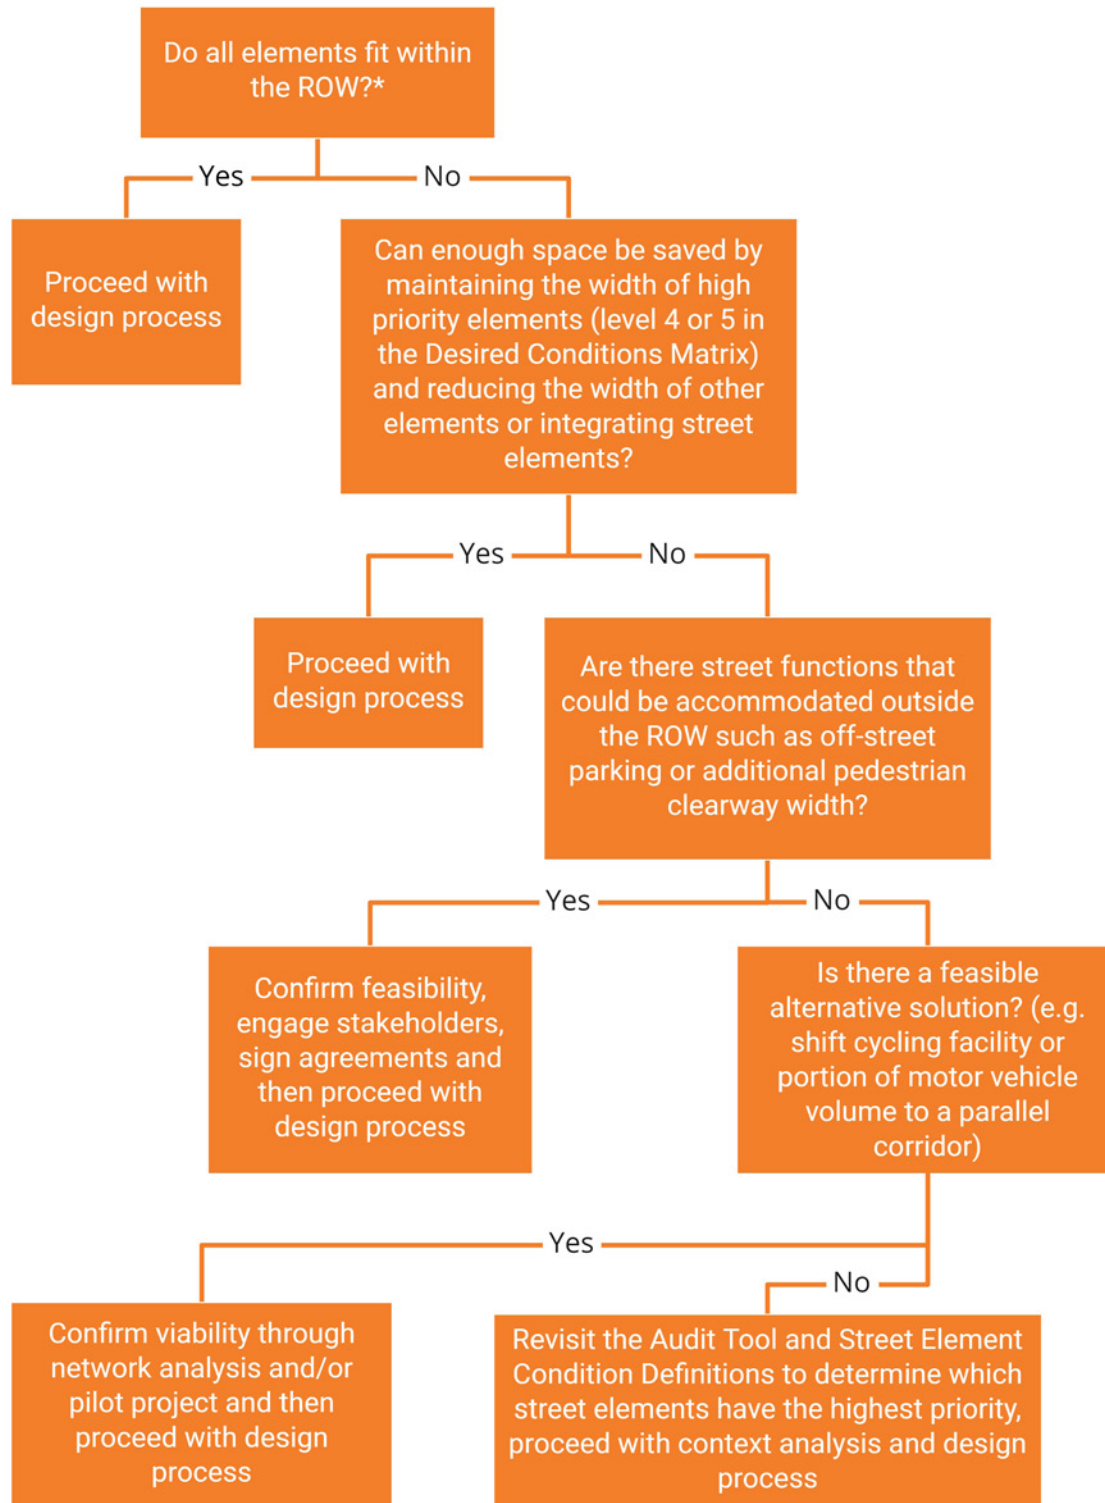 Do all elements fit within
the ROW?*
Yes
No
Proceed with
design process
Can enough space be saved by
maintaining the width of high
priority elements (level 4 or 5 in
the Desired Conditions Matrix)
and reducing the width of other
elements or integrating street
elements?
Yes
No
Proceed with
design process
Are there street functions that
could be accommodated outside
the ROW such as off-street
parking or additional pedestrian
clearway width?
Yes
No
Confirm feasibility,
engage stakeholders,
sign agreements and
then proceed with
design process
Is there a feasible
alternative solution? (e.g.
shift cycling facility or
portion of motor vehicle
volume to a parallel
corridor)
Yes
No
Confirm viability through
network analysis and/or
pilot project and then
proceed with design
process
Revisit the Audit Tool and Street Element
Condition Definitions to determine which
street elements have the highest priority,
proceed with context analysis and design
process